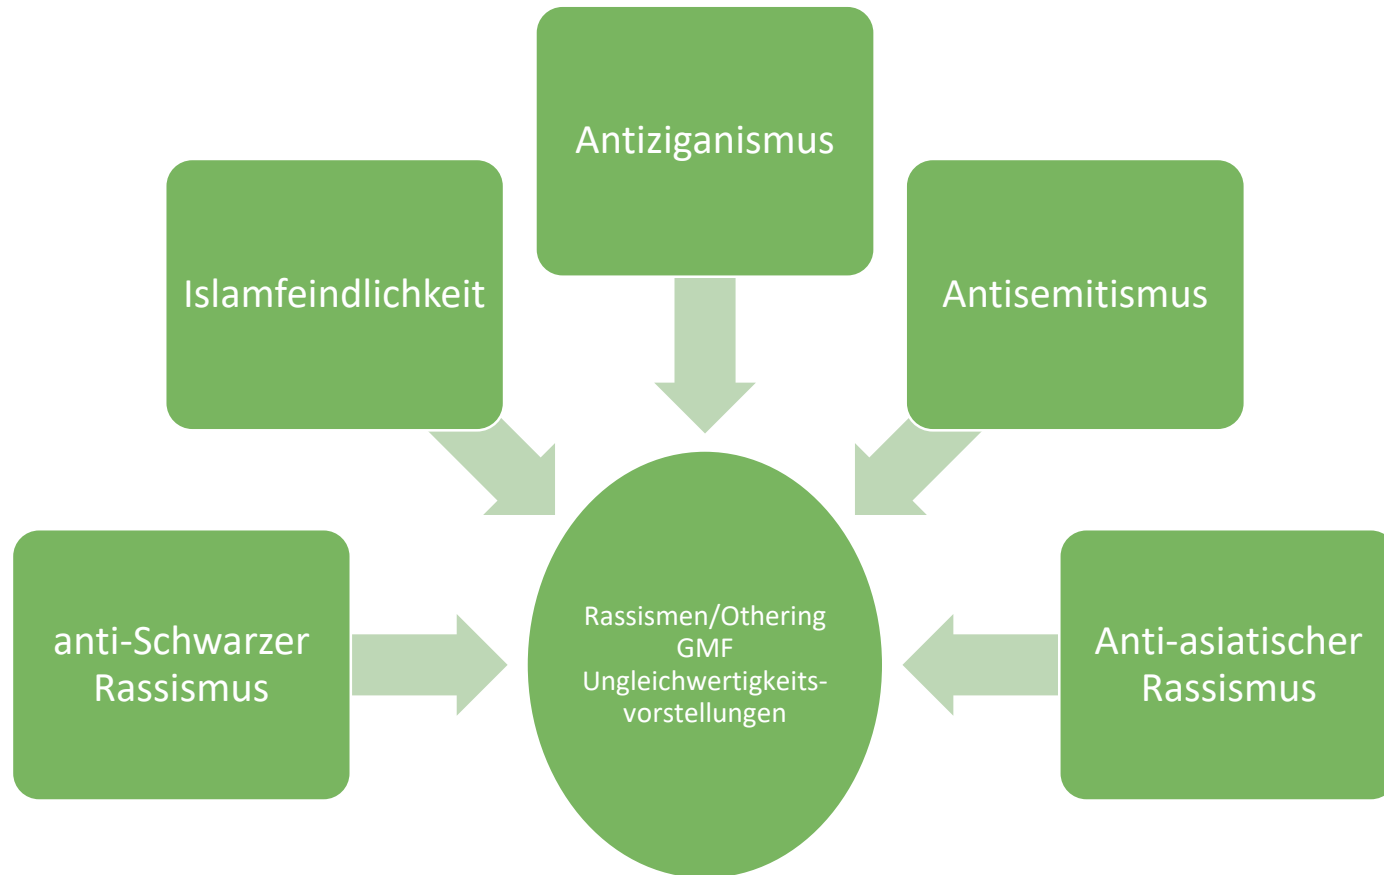 Antiziganismus
Islamfeindlichkeit
Antisemitismus
anti-Schwarzer
Rassismus
Rassismen/Othering
GMF
Ungleichwertigkeits-
vorstellungen
Anti-asiatischer
Rassismus